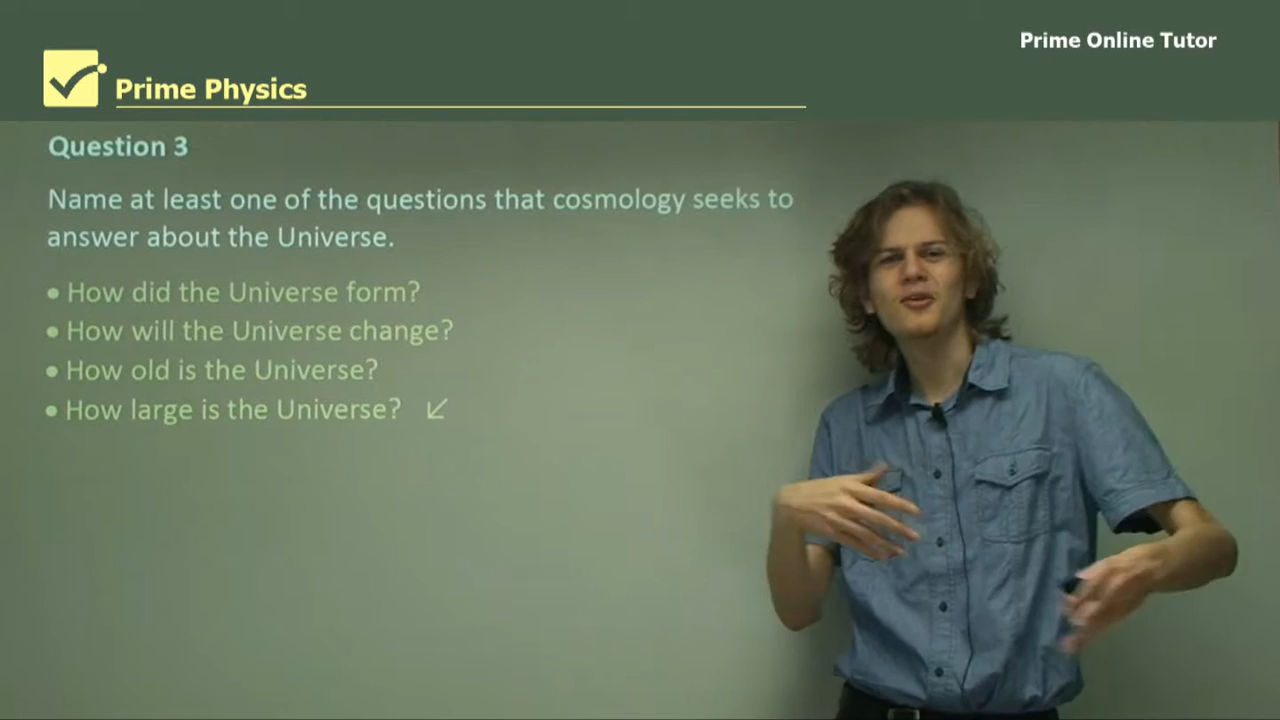 Prime Online Tutor
Prime Physics
Question 3
Name at least one of the questions that cosmology seeks to
answer about the Universe.
• How did the Universe form?
• How will the Universe change?
• How old is the Universe?
• How large is the Universe?